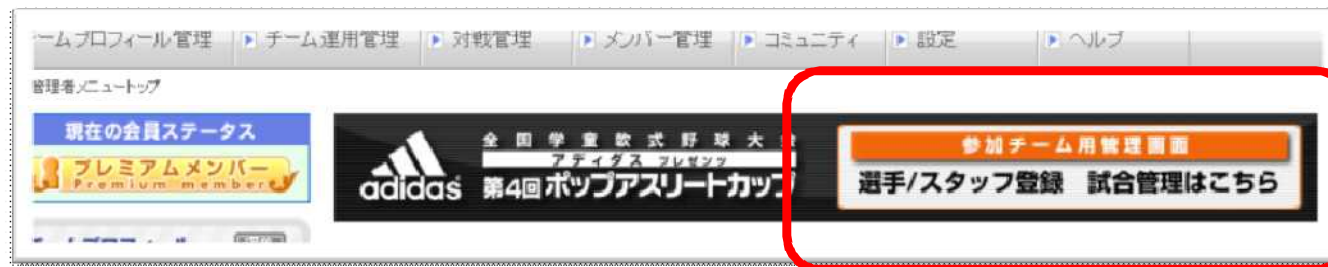 ームプロフィール管理 チーム運用管理 対戦管理 メンバー管理 コミュニティ 設定 ヘルプ
管理者メニュートップ
現在の会員ステータス
プレミアムメンバー
Premium member
adidas
全国学童軟式野球大会
アディダス プレゼンツ
第4回ポップアスリートカップ
参加チーム用管理画面
選手/スタッフ登録 試合管理はこちら